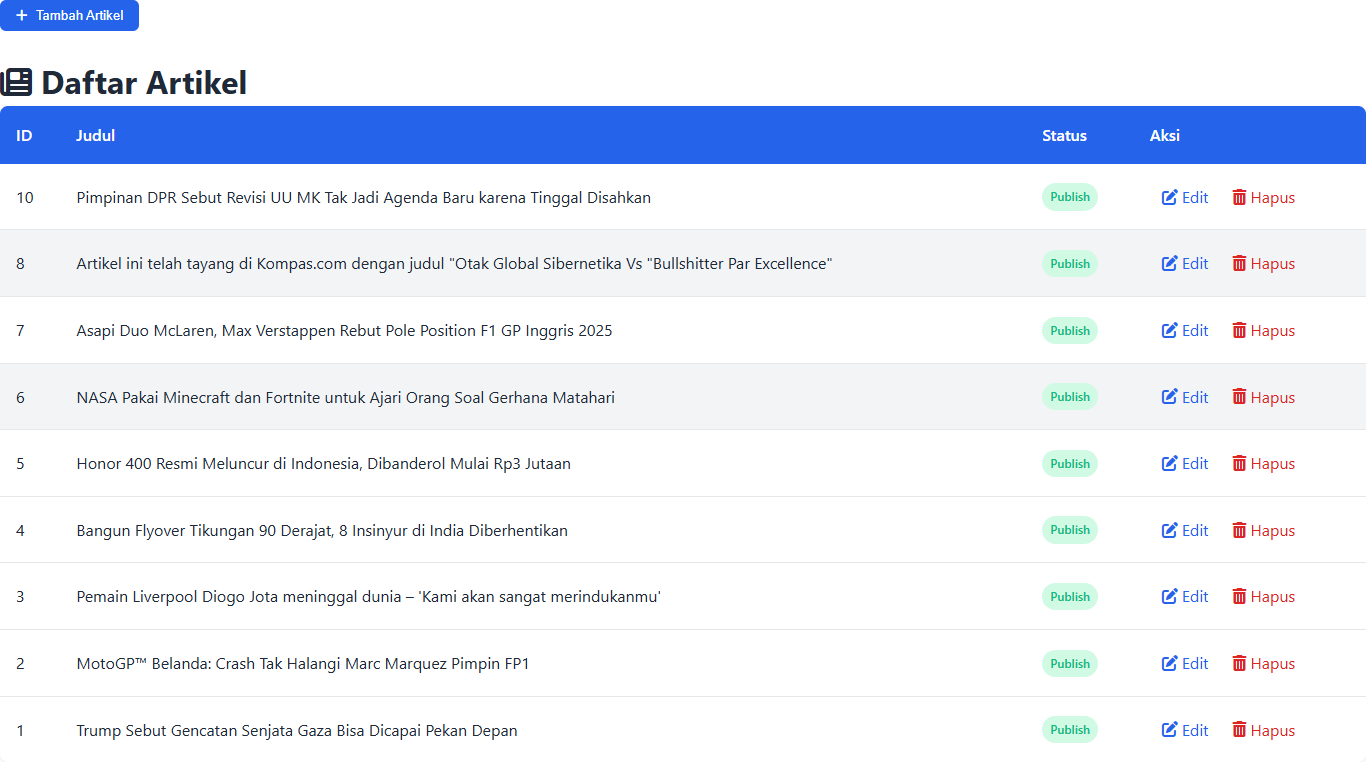 Tambah Artikel
Daftar Artikel
ID Judul Status Aksi
10 Pimpinan DPR Sebut Revisi UU MK Tak Jadi Agenda Baru karena Tinggal Disahkan Publish Edit Hapus
8 Artikel ini telah tayang di Kompas.com dengan judul "Otak Global Sibernetika Vs "Bullshitter Par Excellence" Publish Edit Hapus
7 Asapi Duo McLaren, Max Verstappen Rebut Pole Position F1 GP Inggris 2025 Publish Edit Hapus
6 NASA Pakai Minecraft dan Fortnite untuk Ajari Orang Soal Gerhana Matahari Publish Edit Hapus
5 Honor 400 Resmi Meluncur di Indonesia, Dibanderol Mulai Rp3 Jutaan Publish Edit Hapus
4 Bangun Flyover Tikungan 90 Derajat, 8 Insinyur di India Diberhentikan Publish Edit Hapus
3 Pemain Liverpool Diogo Jota meninggal dunia – 'Kami akan sangat merindukanmu' Publish Edit Hapus
2 MotoGP™ Belanda: Crash Tak Halangi Marc Marquez Pimpin FP1 Publish Edit Hapus
1 Trump Sebut Gencatan Senjata Gaza Bisa Dicapai Pekan Depan Publish Edit Hapus